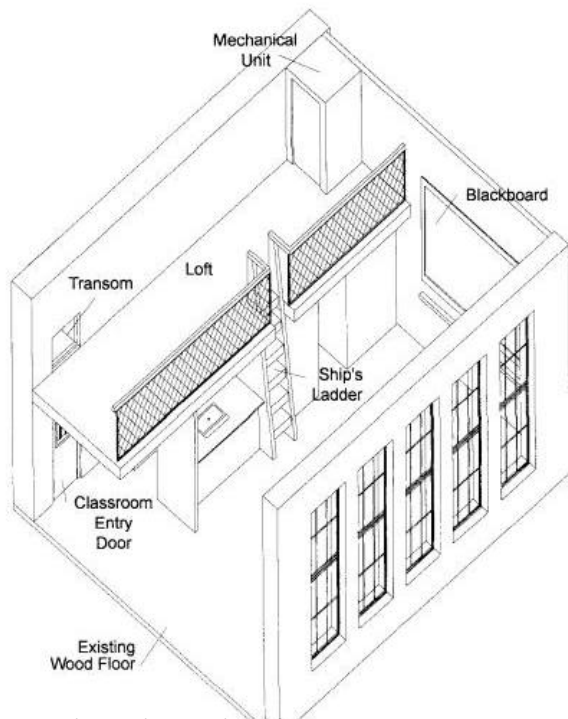 Mechanical
Unit
Blackboard
Transom
Loft
Ship's
Ladder
Classroom
Entry
Door
Existing
Wood Floor